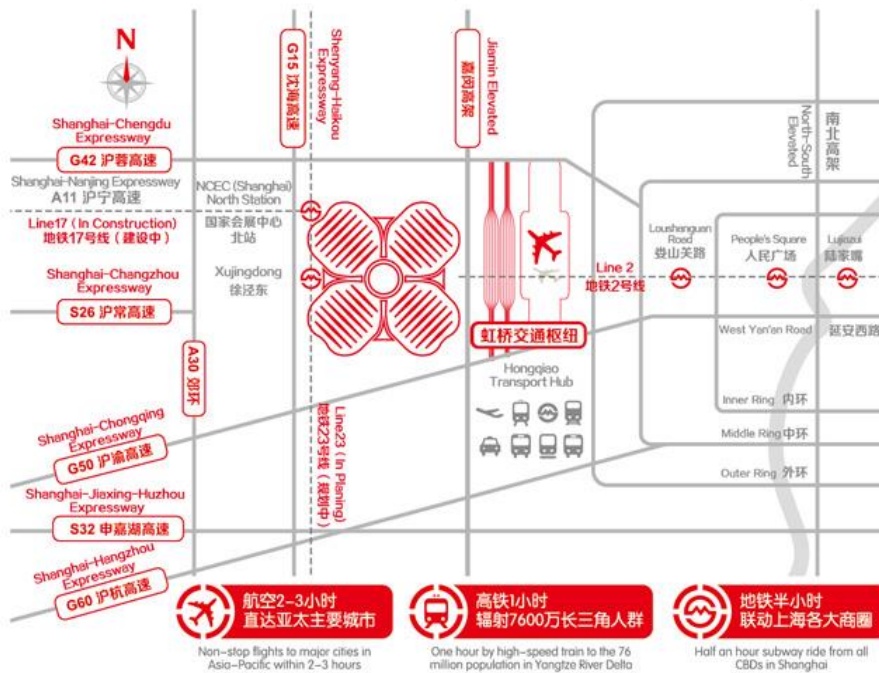 N
G15 沈海高速
Shenyang-Haikou
Expressway
嘉闵高架
Jiamin Elevated
North-South
Elevated
南北高架
Shanghai-Chengdu
Expressway
G42 沪蓉高速
Shanghai-Nanjing Expressway
A11 沪宁高速
NCEC (Shanghai)
North Station
国家会展中心
北站
Line17 (In Construction)
地铁17号线 (建设中)
Shanghai-Changzhou
Expressway
S26 沪常高速
Xujingdong
徐泾东
Line 2
地铁2号线
Loushanguan
Road
娄山关路
People's Square
人民广场
Lujiazui
陆家嘴
A30 郊环
虹桥交通枢纽
Hongqiao
Transport Hub
West Yan'an Road
延安西路
Inner Ring 内环
Middle Ring 中环
Outer Ring 外环
Line23 (In Planing)
地铁23号线 (规划中)
Shanghai-Chongqing
Expressway
G50 沪渝高速
Shanghai-Jiaxing-Huzhou
Expressway
S32 申嘉湖高速
Shanghai-Hangzhou
Expressway
G60 沪杭高速
航空2-3小时
直达亚太主要城市
Non-stop flights to major cities in
Asia-Pacific within 2-3 hours
高铁1小时
辐射7600万长三角人群
One hour by high-speed train to the 76
million population in Yangtze River Delta
地铁半小时
联动上海各大商圈
Half an hour subway ride from all
CBDs in Shanghai